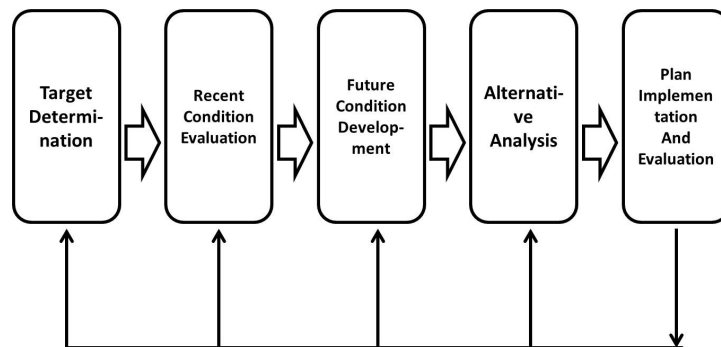 Target
Determi-
nation
Recent
Condition
Evaluation
Future
Condition
Develop-
ment
Alternati-
ve
Analysis
Plan
Implemen
tation
And
Evaluation